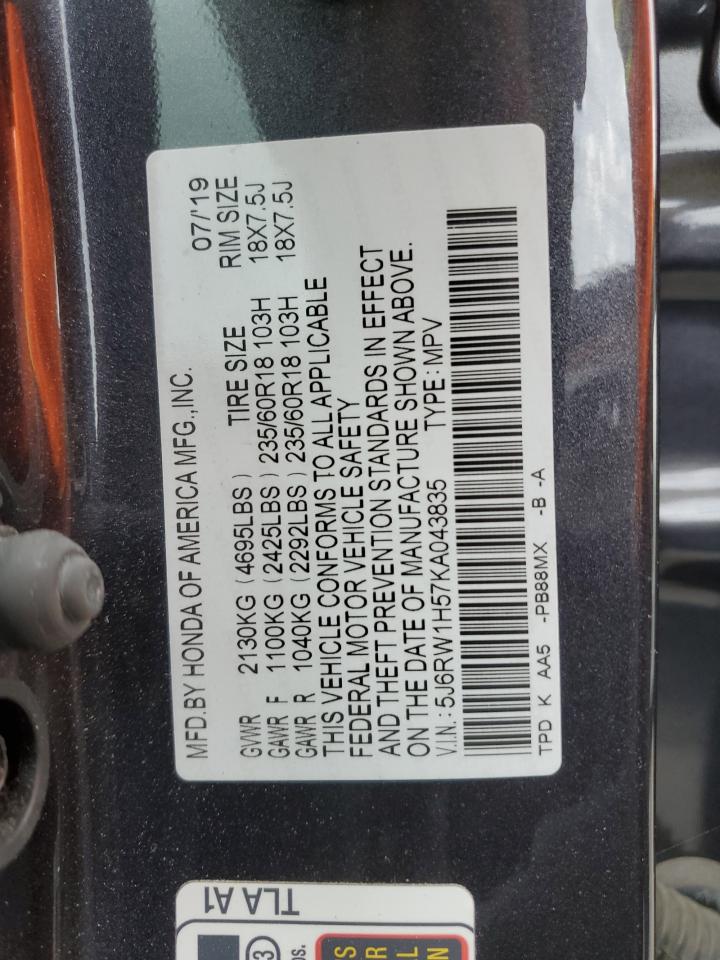 MFD.BY HONDA OF AMERICA MFG.,INC. 07/'19
GVWR 2130KG (4695LBS) TIRE SIZE RIM SIZE
GAWR F 1100KG (2425LBS) 235/60R18 103H 18X7.5J
GAWR R 1040KG (2292LBS) 235/60R18 103H 18X7.5J
THIS VEHICLE CONFORMS TO ALL APPLICABLE
FEDERAL MOTOR VEHICLE SAFETY
AND THEFT PREVENTION STANDARDS IN EFFECT
ON THE DATE OF MANUFACTURE SHOWN ABOVE.
V.I.N.: 5J6RW1H57KA043835 TYPE: MPV
TPD K AA5 -PB88MX -B -A
TLA A1